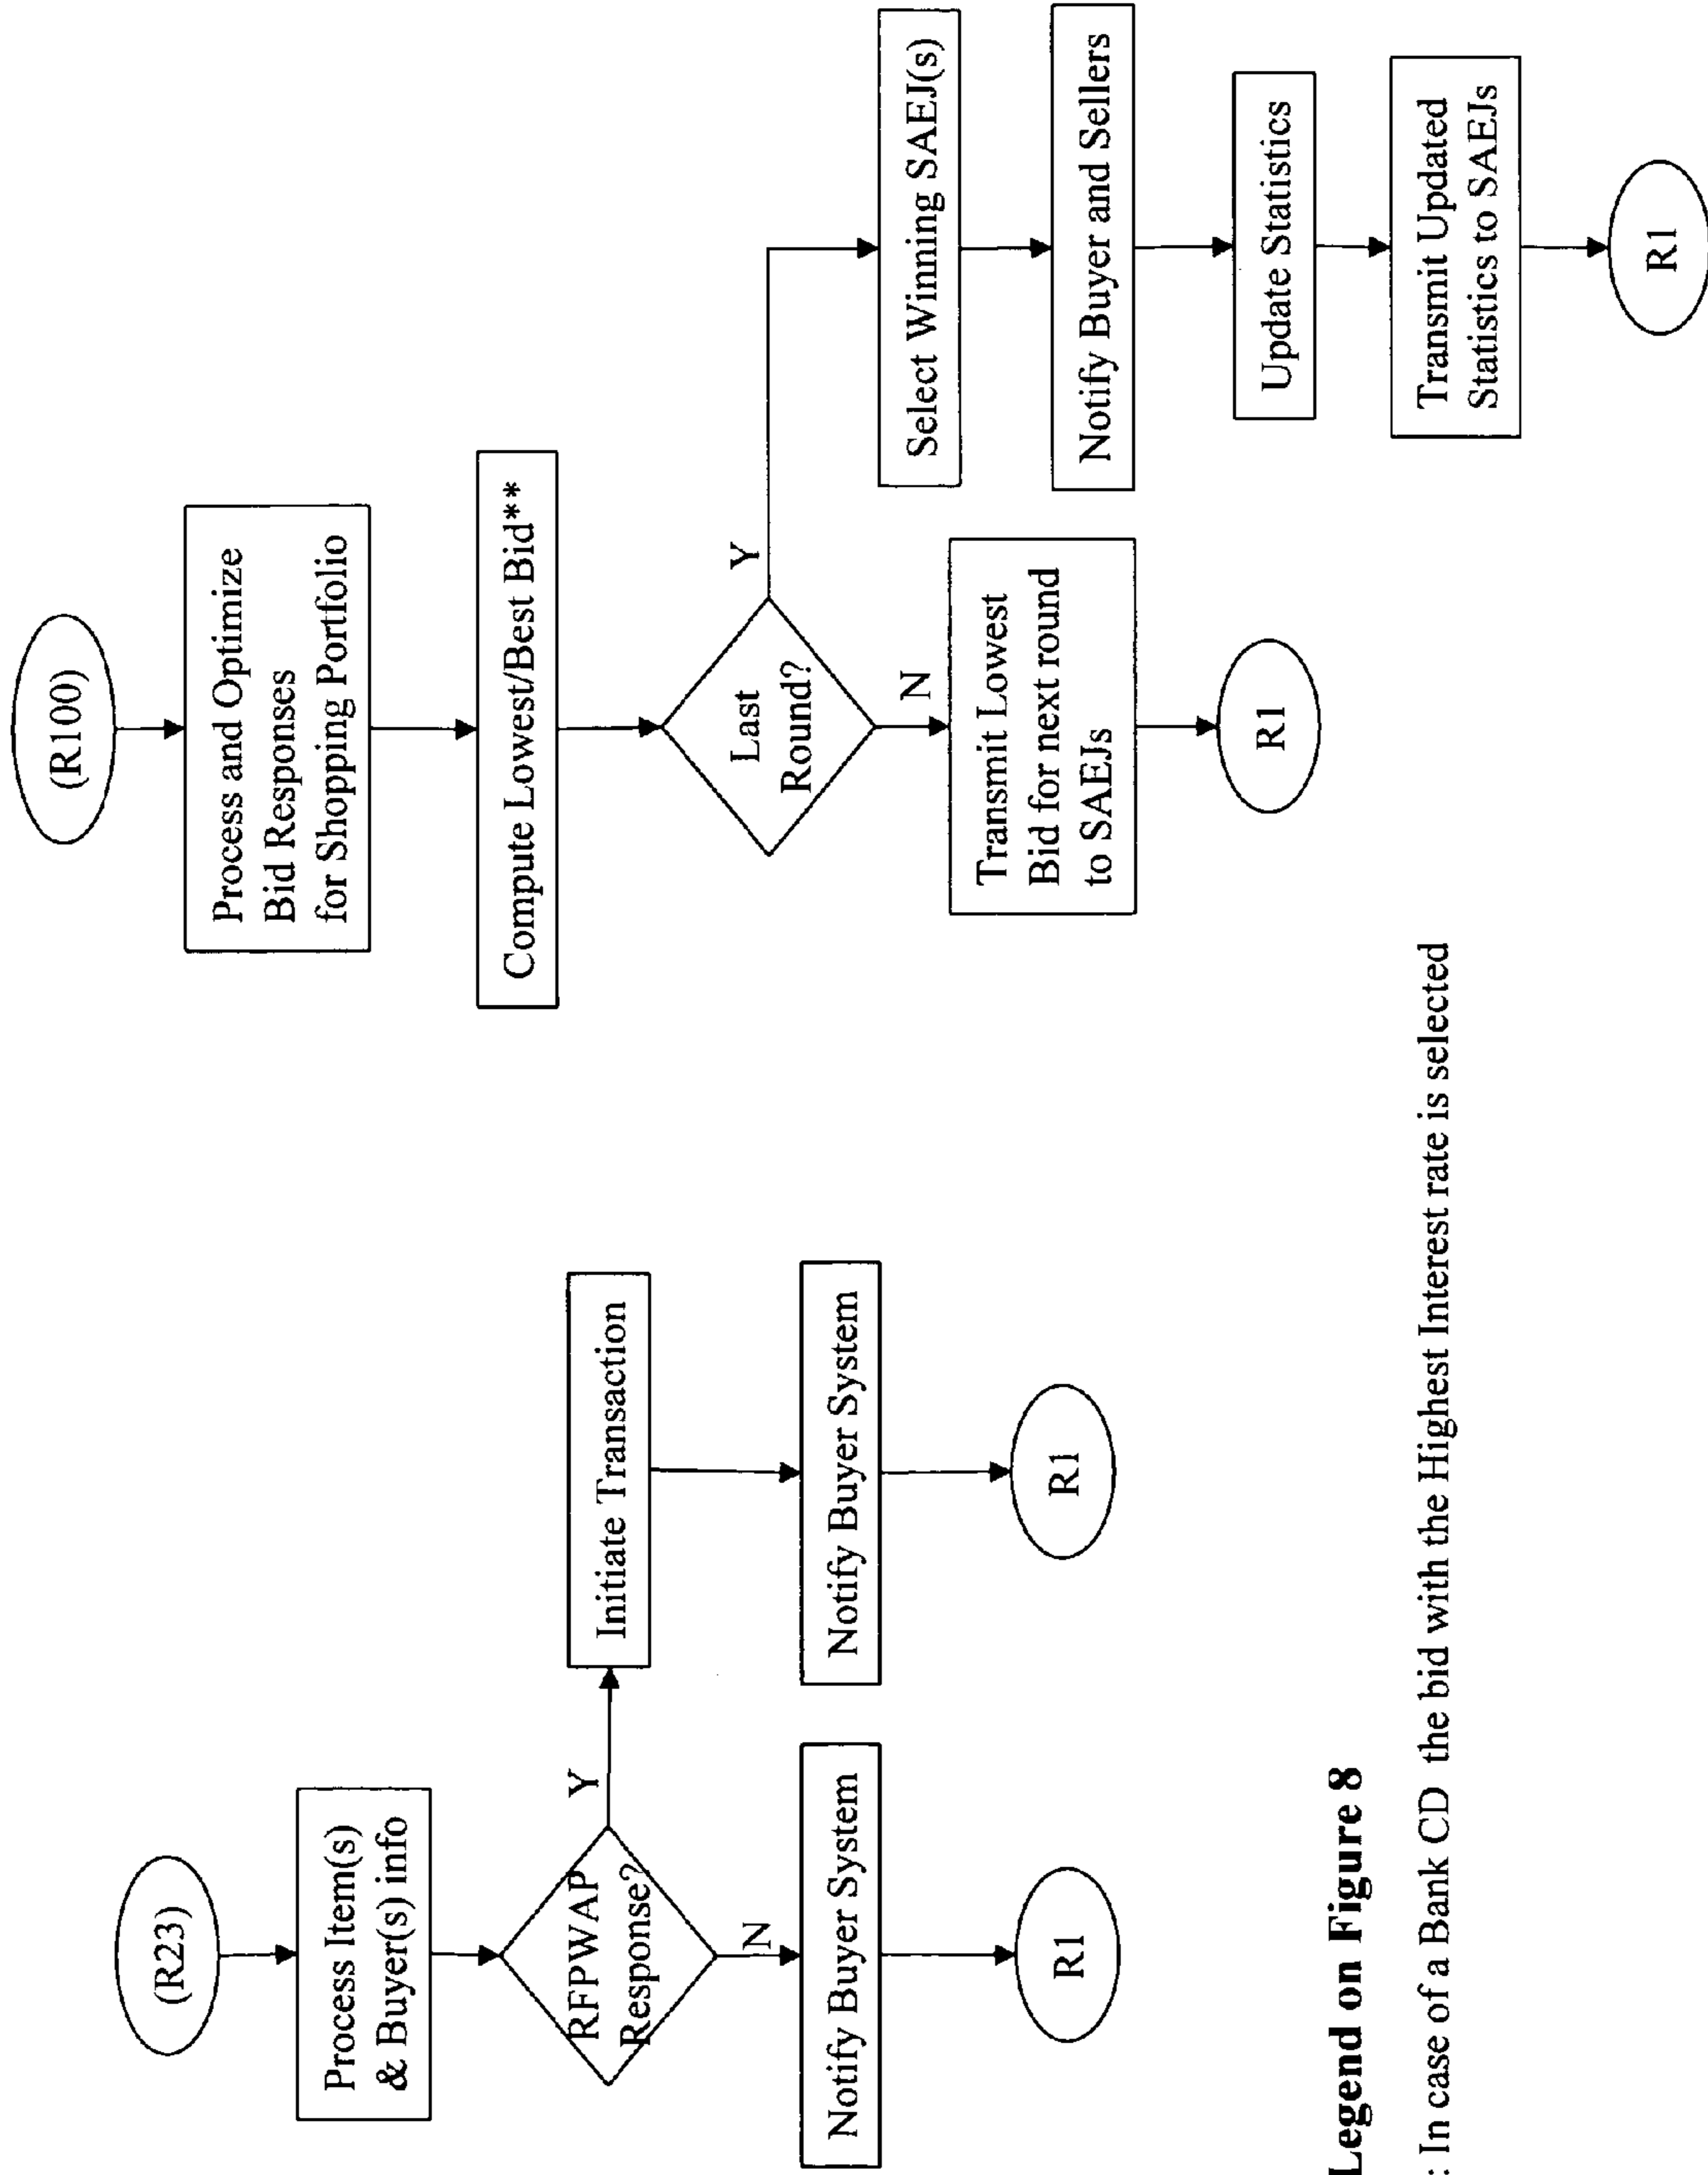 (R23)
Process Item(s)
& Buyer(s) info
RFPWAP
Response?
Y
N
Initiate Transaction
Notify Buyer System
R1
Notify Buyer System
R1
(R100)
Process and Optimize
Bid Responses
for Shopping Portfolio
Compute Lowest/Best Bid**
Last
Round?
Y
N
Transmit Lowest
Bid for next round
to SAEJs
R1
Select Winning SAEJ(s)
Notify Buyer and Sellers
Update Statistics
Transmit Updated
Statistics to SAEJs
R1
Legend on Figure 8
: In case of a Bank CD the bid with the Highest Interest rate is selected